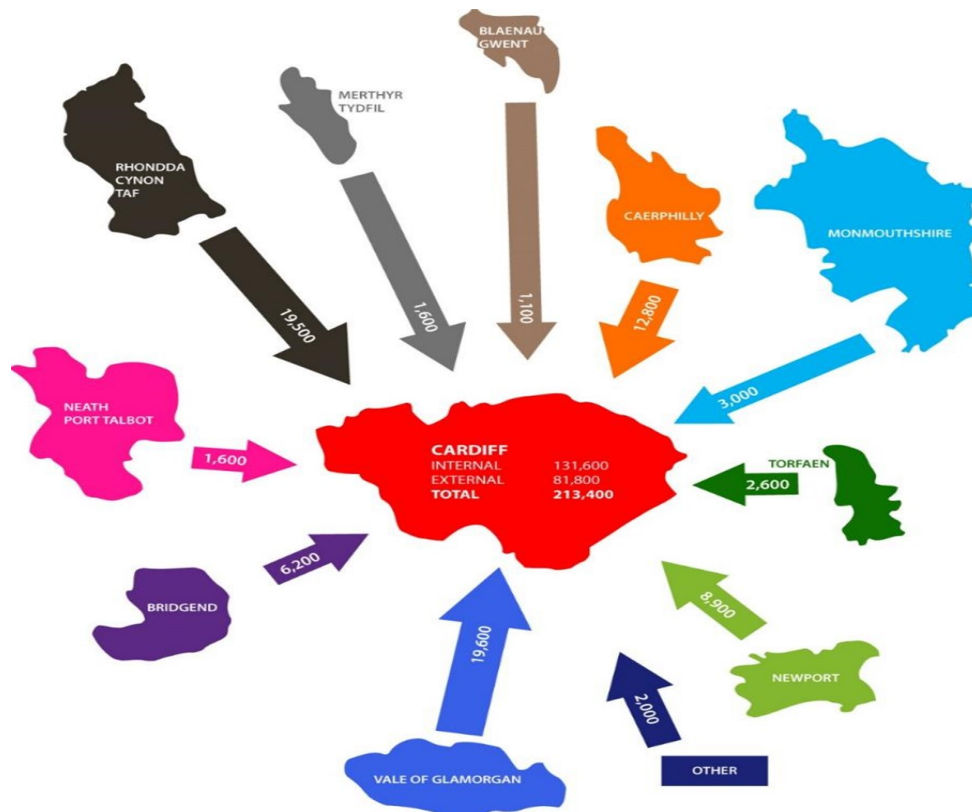 BLAENAU
GWENT
MERTHYR
TYDFIL
RHONDDA
CYNON
TAF
CAERPHILLY
MONMOUTHSHIRE
19,500
1,600
1,100
12,800
3,000
NEATH
PORT TALBOT
1,600
CARDIFF
INTERNAL 131,600
EXTERNAL 81,800
TOTAL 213,400
TORFAEN
2,600
6,200
BRIDGEND
19,600
8,900
2,000
NEWPORT
VALE OF GLAMORGAN
OTHER